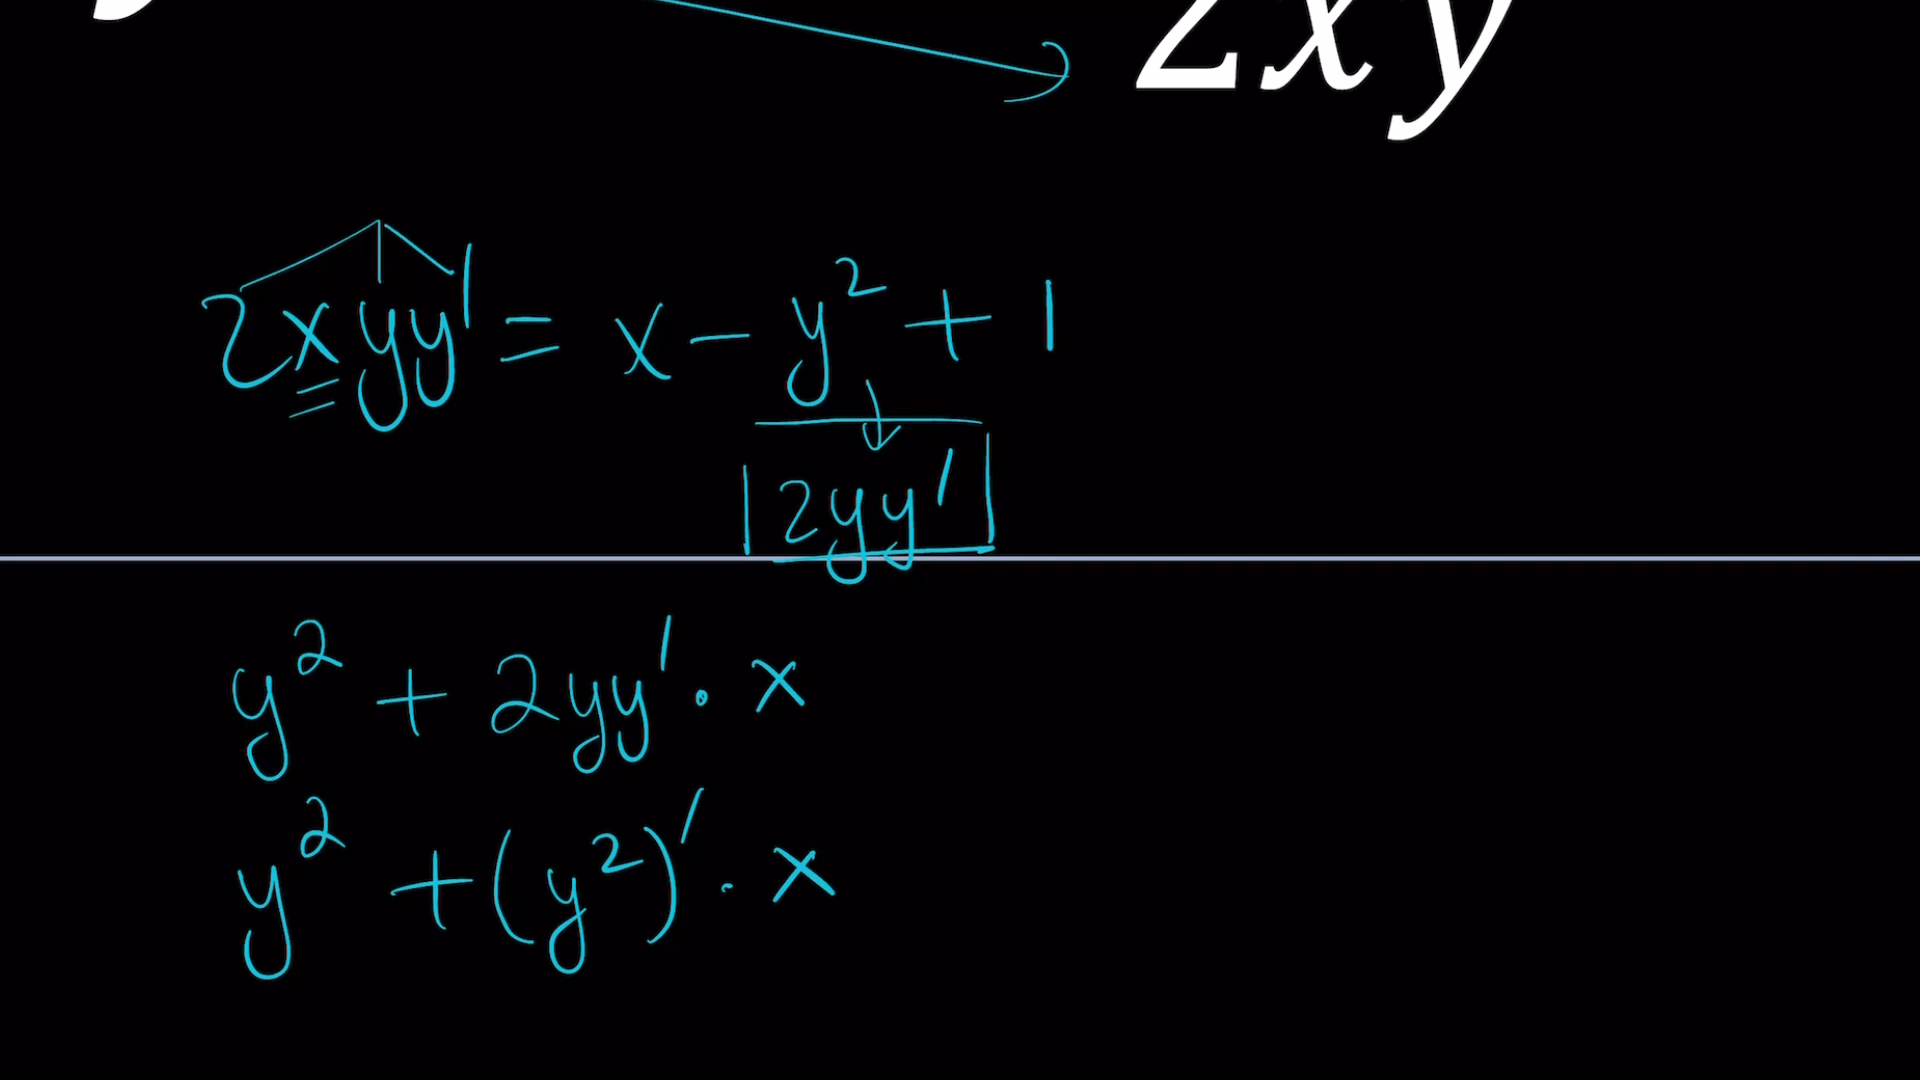 2xy
2xyy' = x - y² + 1
2yy'
y² + 2yy' · x
y² + (y²)' · x